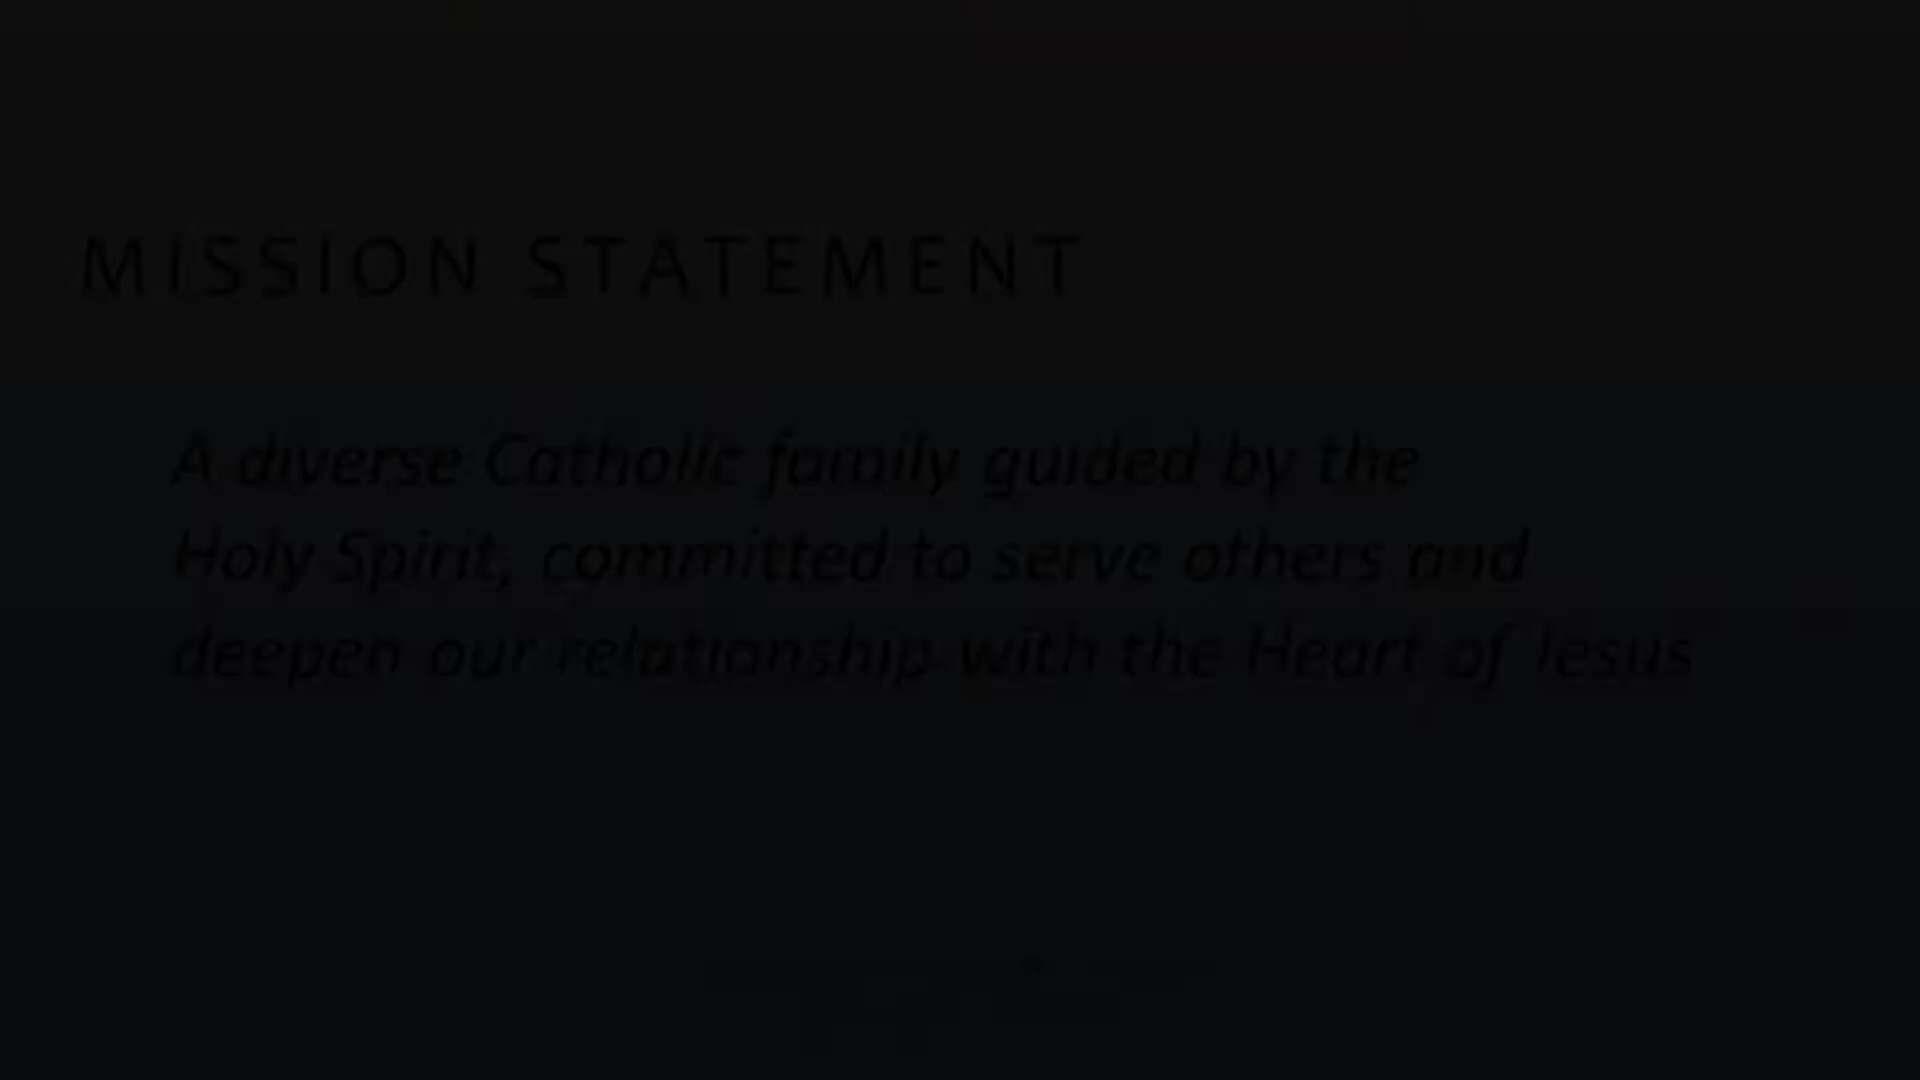 MISSION STATEMENT
A diverse Catholic family guided by the
Holy Spirit, committed to serve others and
deepen our relationship with the Heart of Jesus